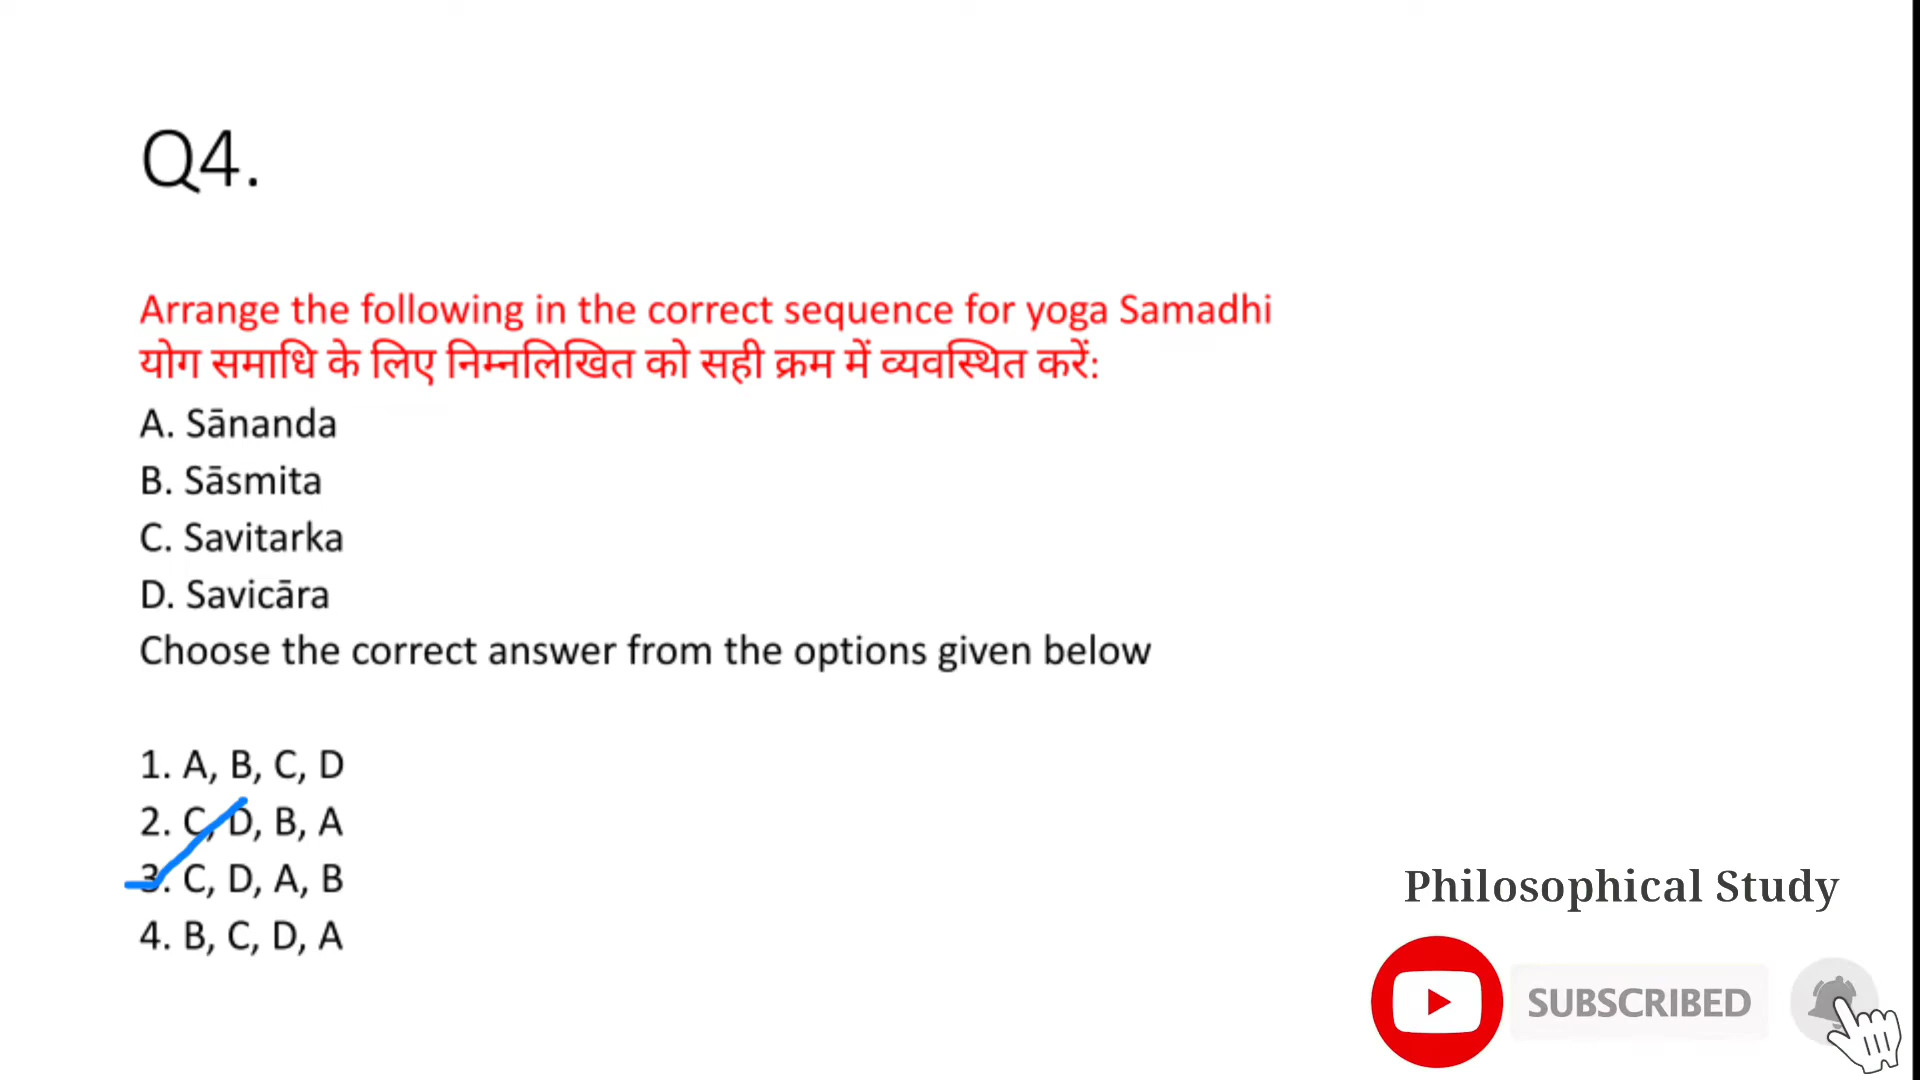 Q4.
Arrange the following in the correct sequence for yoga Samadhi
योग समाधि के लिए निम्नलिखित को सही क्रम में व्यवस्थित करें:
A. Sānanda
B. Sāsmita
C. Savitarka
D. Savicāra
Choose the correct answer from the options given below
1. A, B, C, D
2. C, D, B, A
3. C, D, A, B
4. B, C, D, A
Philosophical Study
SUBSCRIBED